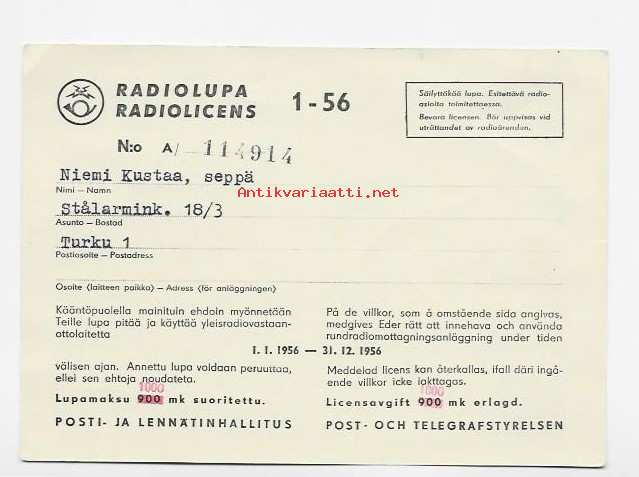 RADIOLUPA
RADIOLICENS
1-56
Säilyttäköä lupa. Esitettävä radio-
asioita toimitettaessa.
Bevara licensen. Bör uppvisas vid
uträttandet av radioärenden.
N:o A/ 114914
Niemi Kustaa, seppä
Nimi — Namn
Antikvariaatti.net
Stålarmink. 18/3
Asunto — Bostad
Turku 1
Postiosoite — Postadress
Osoite (laitteen paikka) — Adress (för anläggningen)
Kääntöpuolella mainituin ehdoin myönnetään
Teille lupa pitää ja käyttää yleisradiovastaan-
ottolaitetta
På de villkor, som å omstående sida angivas,
medgives Eder rätt att innehava och använda
rundradiomottagningsanläggning under tiden
1. 1. 1956 — 31. 12. 1956
välisen ajan. Annettu lupa voidaan peruuttaa,
ellei sen ehtoja noudateta.
1000
Lupamaksu 900 mk suoritettu.
POSTI- JA LENNÄTINHALLITUS
Meddelad licens kan återkallas, ifall däri ingå-
ende villkor icke iakttagas.
1000
Licensavgift 900 mk erlagd.
POST- OCH TELEGRAFSTYRELSEN